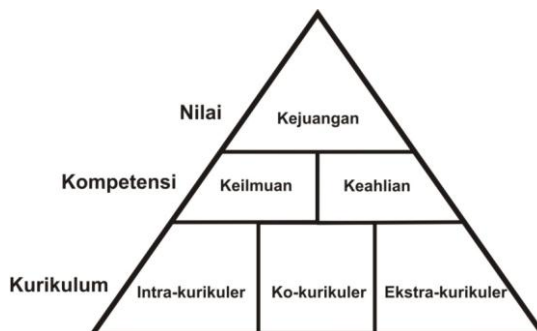 Nilai
Kejuangan
Kompetensi
Keilmuan
Keahlian
Kurikulum
Intra-kurikuler
Ko-kurikuler
Ekstra-kurikuler